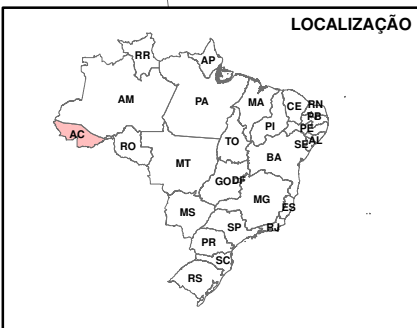 LOCALIZAÇÃO
RR
AP
AM
PA
MA
CE
RN
PB
PE
AL
SE
PI
AC
RO
TO
BA
MT
GO
DF
MG
ES
MS
SP
RJ
PR
SC
RS